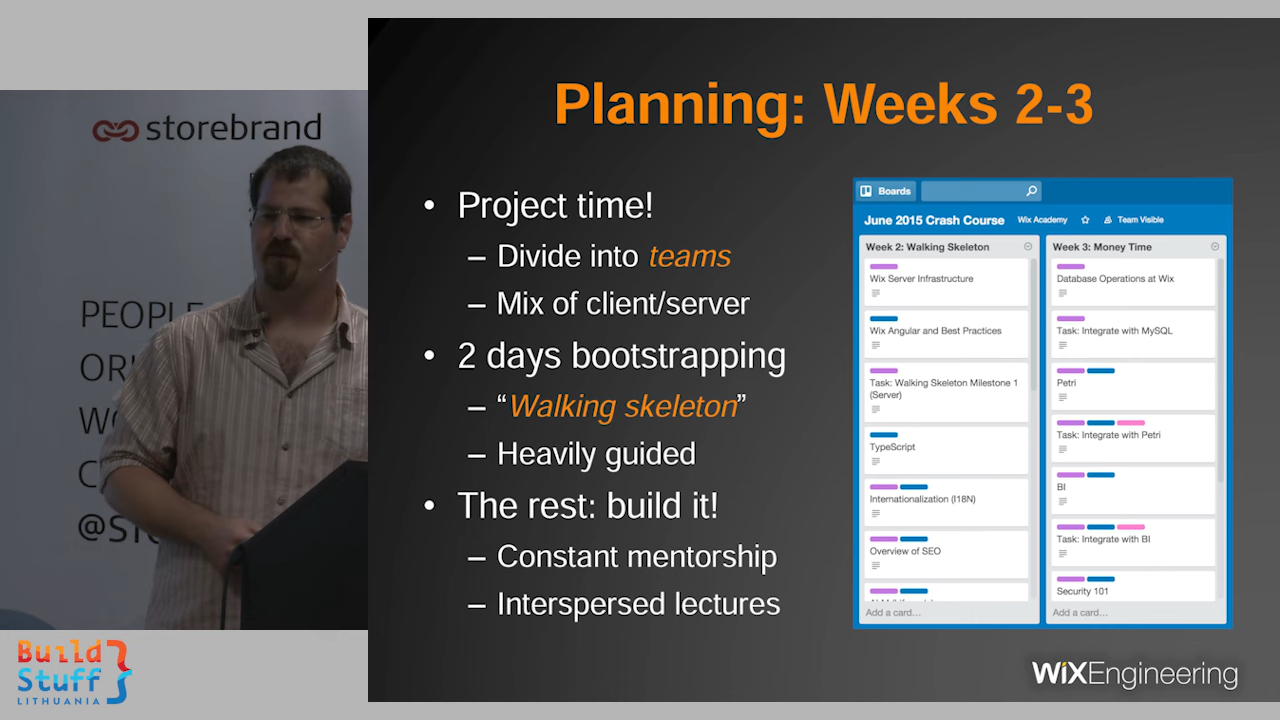 storebrand
PEOPLE
@ST
Build
Stuff
LITHUANIA
Planning: Weeks 2-3
• Project time!
– Divide into teams
– Mix of client/server
• 2 days bootstrapping
– “Walking skeleton”
– Heavily guided
• The rest: build it!
– Constant mentorship
– Interspersed lectures
Boards
June 2015 Crash Course Wix Academy Team Visible
Week 2: Walking Skeleton
Wix Server Infrastructure
Wix Angular and Best Practices
Task: Walking Skeleton Milestone 1
(Server)
TypeScript
Internationalization (I18N)
Overview of SEO
Add a card...
Week 3: Money Time
Database Operations at Wix
Task: Integrate with MySQL
Petri
Task: Integrate with Petri
BI
Task: Integrate with BI
Security 101
Add a card...
WiXEngineering